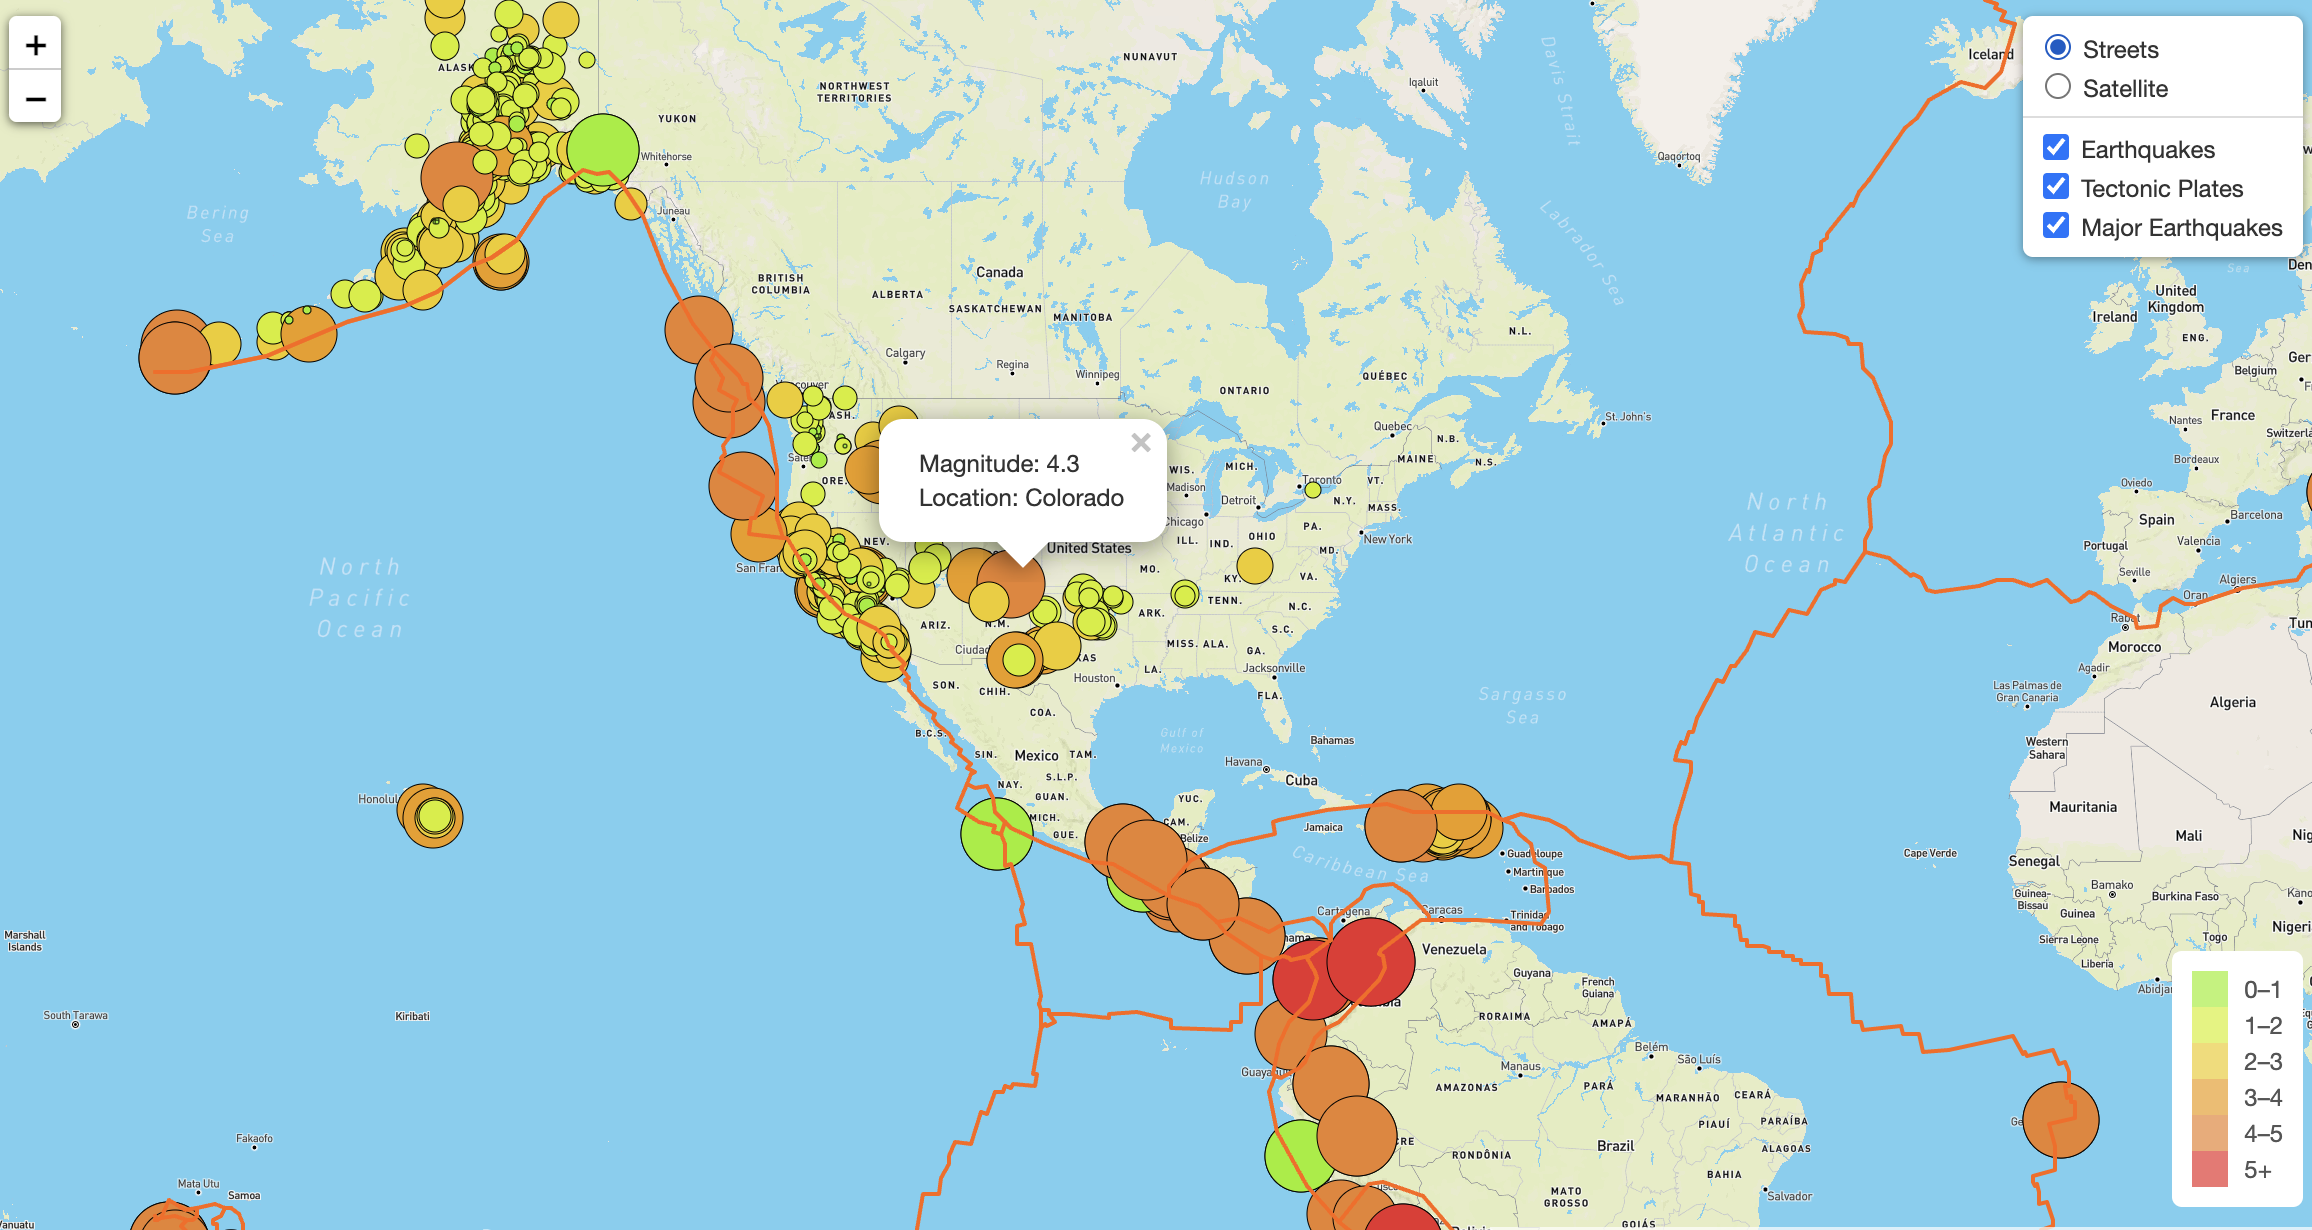 +
−
Streets
Satellite
Earthquakes
Tectonic Plates
Major Earthquakes
Magnitude: 4.3
Location: Colorado
×
0–1
1–2
2–3
3–4
4–5
5+
NUNAVUT
Iceland
NORTHWEST
TERRITORIES
Iqaluit
Davis Strait
YUKON
Whitehorse
Qaqortoq
Hudson
Bay
Labrador Sea
Bering
Sea
Juneau
BRITISH
COLUMBIA
Canada
ALBERTA
SASKATCHEWAN
MANITOBA
N.L.
United
Kingdom
Ireland
ENG.
Sea
Calgary
Regina
Winnipeg
ONTARIO
QUÉBEC
Belgium
France
Nantes
St. John's
Quebec
N.B.
MAINE
N.S.
WIS.
MICH.
Madison
Toronto
VT.
Detroit
N.Y.
MASS.
Chicago
PA.
New York
ORE.
NEV.
United States
ILL.
IND.
OHIO
MD.
MO.
KY.
VA.
TENN.
N.C.
ARK.
S.C.
ARIZ.
N.M.
MISS.
ALA.
GA.
LA.
Jacksonville
Houston
FLA.
SON.
CHIH.
COA.
B.C.S.
SIN.
Mexico
TAM.
S.L.P.
NAY.
GUAN.
MICH.
GUE.
YUC.
CAM.
Belize
Gulf of
Mexico
Havana
Cuba
Bahamas
Jamaica
Caribbean Sea
Guadeloupe
Martinique
Barbados
Trinidad
and Tobago
Cartagena
Caracas
Venezuela
Guyana
French
Guiana
RORAIMA
AMAPÁ
Belém
São Luís
Manaus
AMAZONAS
PARÁ
MARANHÃO
CEARÁ
PIAUÍ
PARAÍBA
ALAGOAS
RONDÔNIA
Brazil
BAHIA
MATO
GROSSO
Salvador
GOIÁS
North
Pacific
Ocean
North
Atlantic
Ocean
Sargasso
Sea
Bordeaux
Oviedo
Spain
Barcelona
Portugal
Valencia
Seville
Algiers
Oran
Rabat
Morocco
Agadir
Las Palmas de
Gran Canaria
Algeria
Western
Sahara
Mauritania
Mali
Cape Verde
Senegal
Bamako
Burkina Faso
Guinea-
Bissau
Guinea
Sierra Leone
Togo
Liberia
Marshall
Islands
South Tarawa
Kiribati
Fakaofo
Mata Utu
Samoa